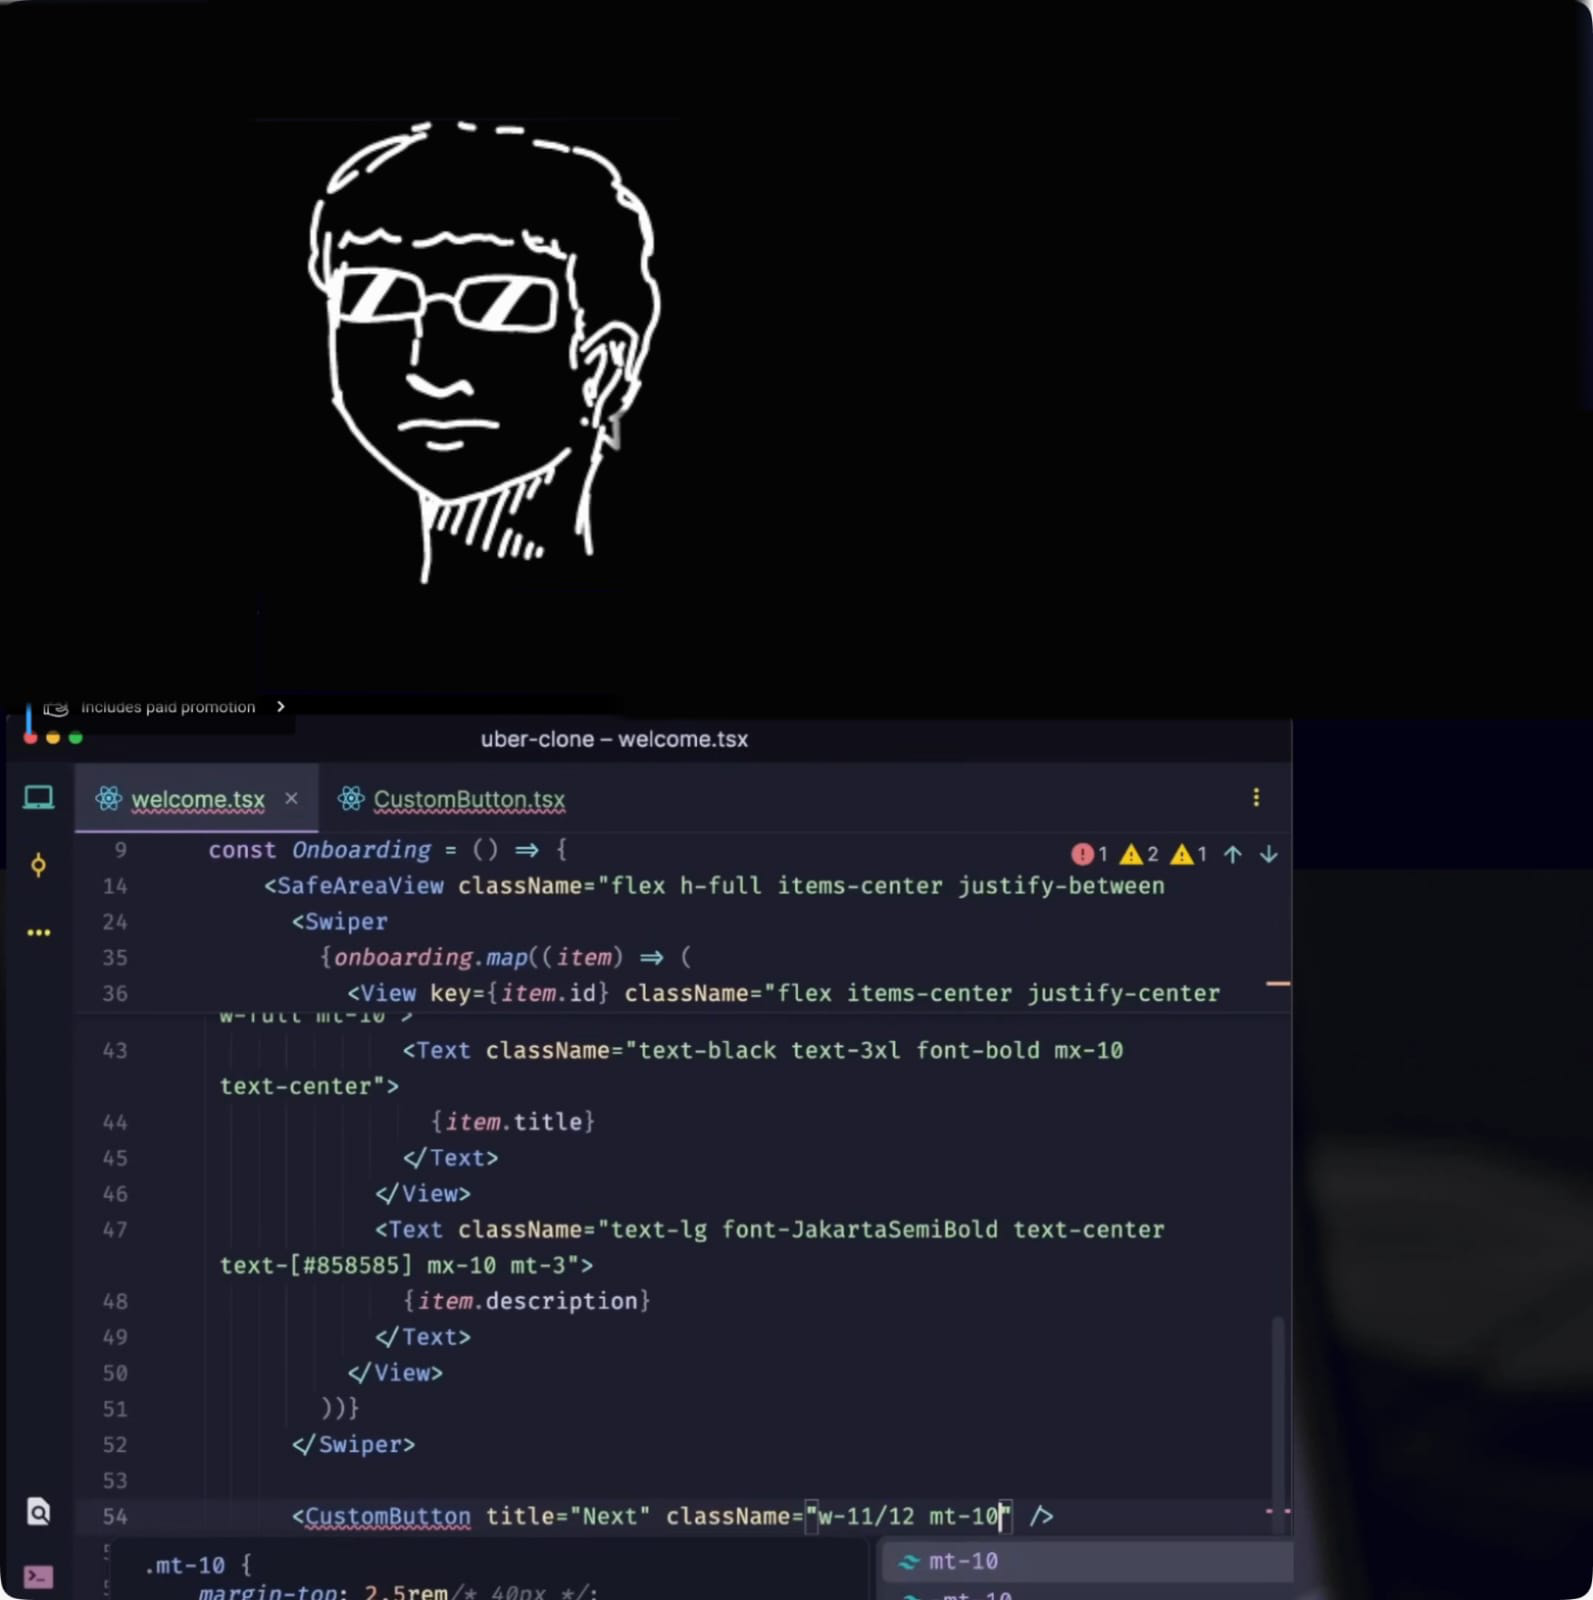 Includes paid promotion
uber-clone – welcome.tsx
welcome.tsx × CustomButton.tsx
9 const Onboarding = () => {
1 2 1
14 <SafeAreaView className="flex h-full items-center justify-between
24 <Swiper
35 {onboarding.map((item) => (
36 <View key={item.id} className="flex items-center justify-center
w-full mt-10">
43 <Text className="text-black text-3xl font-bold mx-10
text-center">
44 {item.title}
45 </Text>
46 </View>
47 <Text className="text-lg font-JakartaSemiBold text-center
text-[#858585] mx-10 mt-3">
48 {item.description}
49 </Text>
50 </View>
51 ))}
52 </Swiper>
53
54 <CustomButton title="Next" className="w-11/12 mt-10" />
.mt-10 {
mt-10
margin-top: 2.5rem/* 40px */;
mt-10